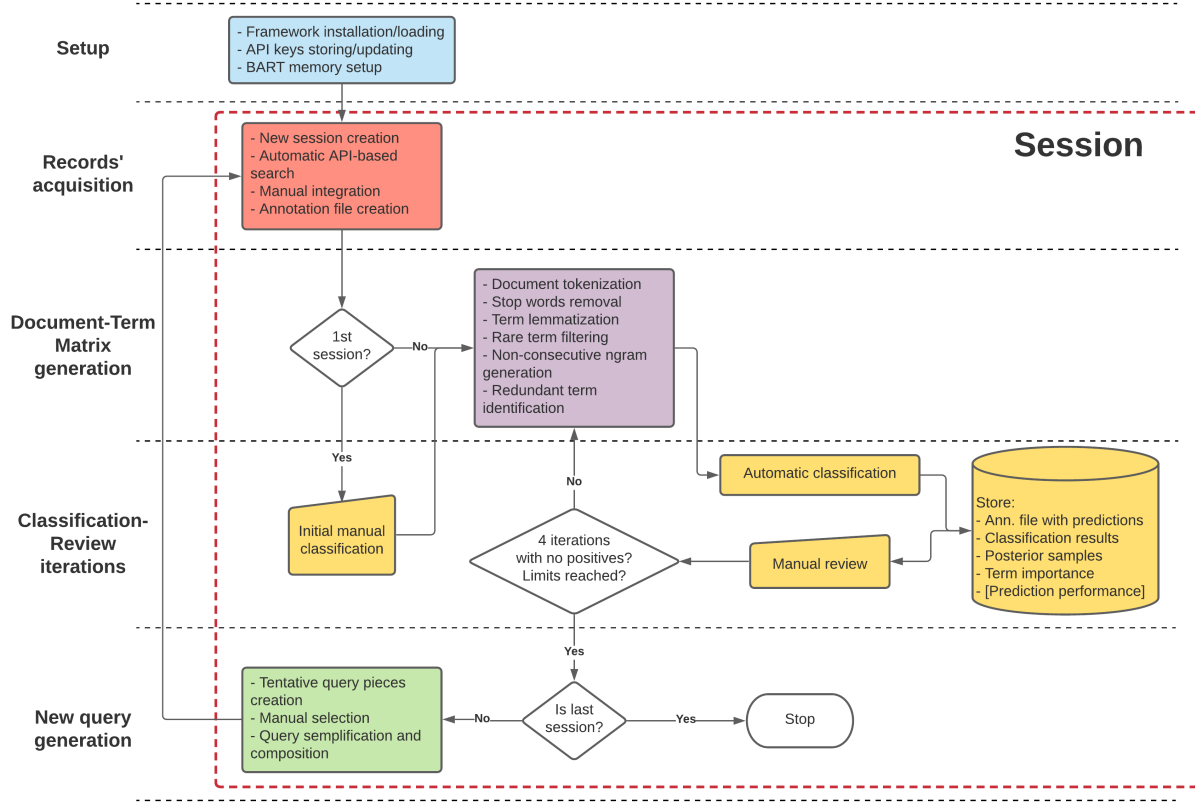 Setup
- Framework installation/loading
- API keys storing/updating
- BART memory setup
Session
Records'
acquisition
- New session creation
- Automatic API-based
search
- Manual integration
- Annotation file creation
Document-Term
Matrix
generation
1st
session?
No
Yes
- Document tokenization
- Stop words removal
- Term lemmatization
- Rare term filtering
- Non-consecutive ngram
generation
- Redundant term
identification
Classification-
Review
iterations
Initial manual
classification
No
4 iterations
with no positives?
Limits reached?
Automatic classification
Manual review
Store:
- Ann. file with predictions
- Classification results
- Posterior samples
- Term importance
- [Prediction performance]
Yes
New query
generation
- Tentative query pieces
creation
- Manual selection
- Query semplification and
composition
No
Is last
session?
Yes
Stop